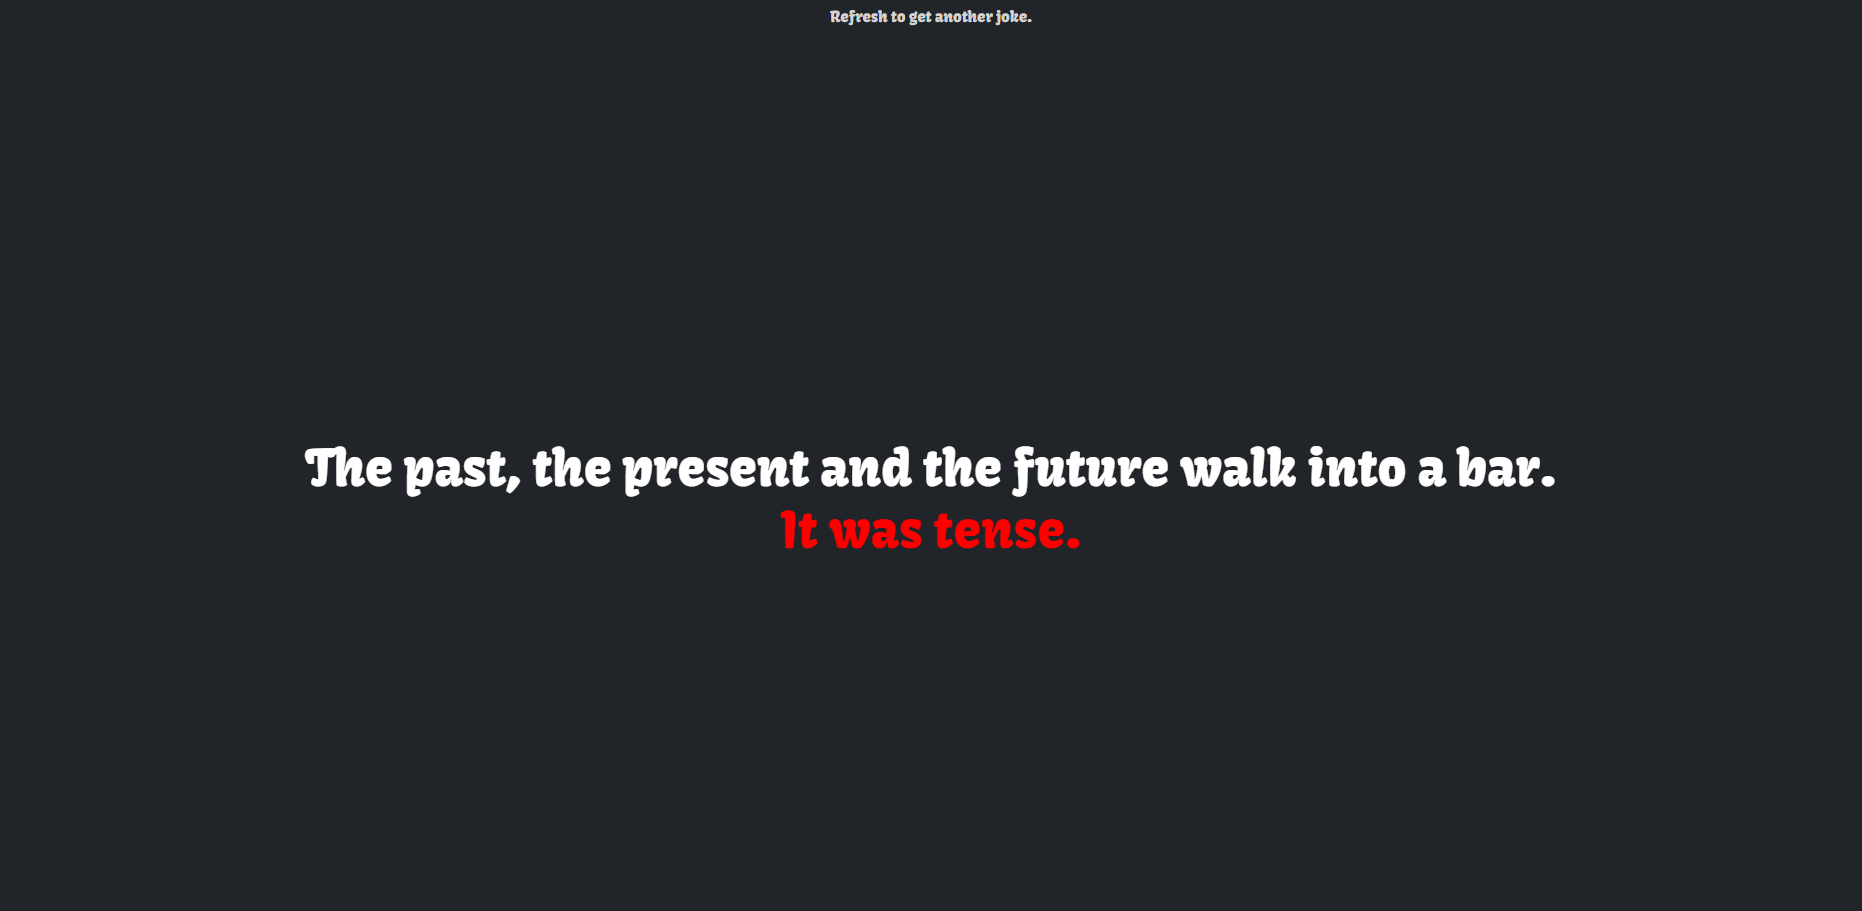 Refresh to get another joke.
The past, the present and the future walk into a bar.
It was tense.